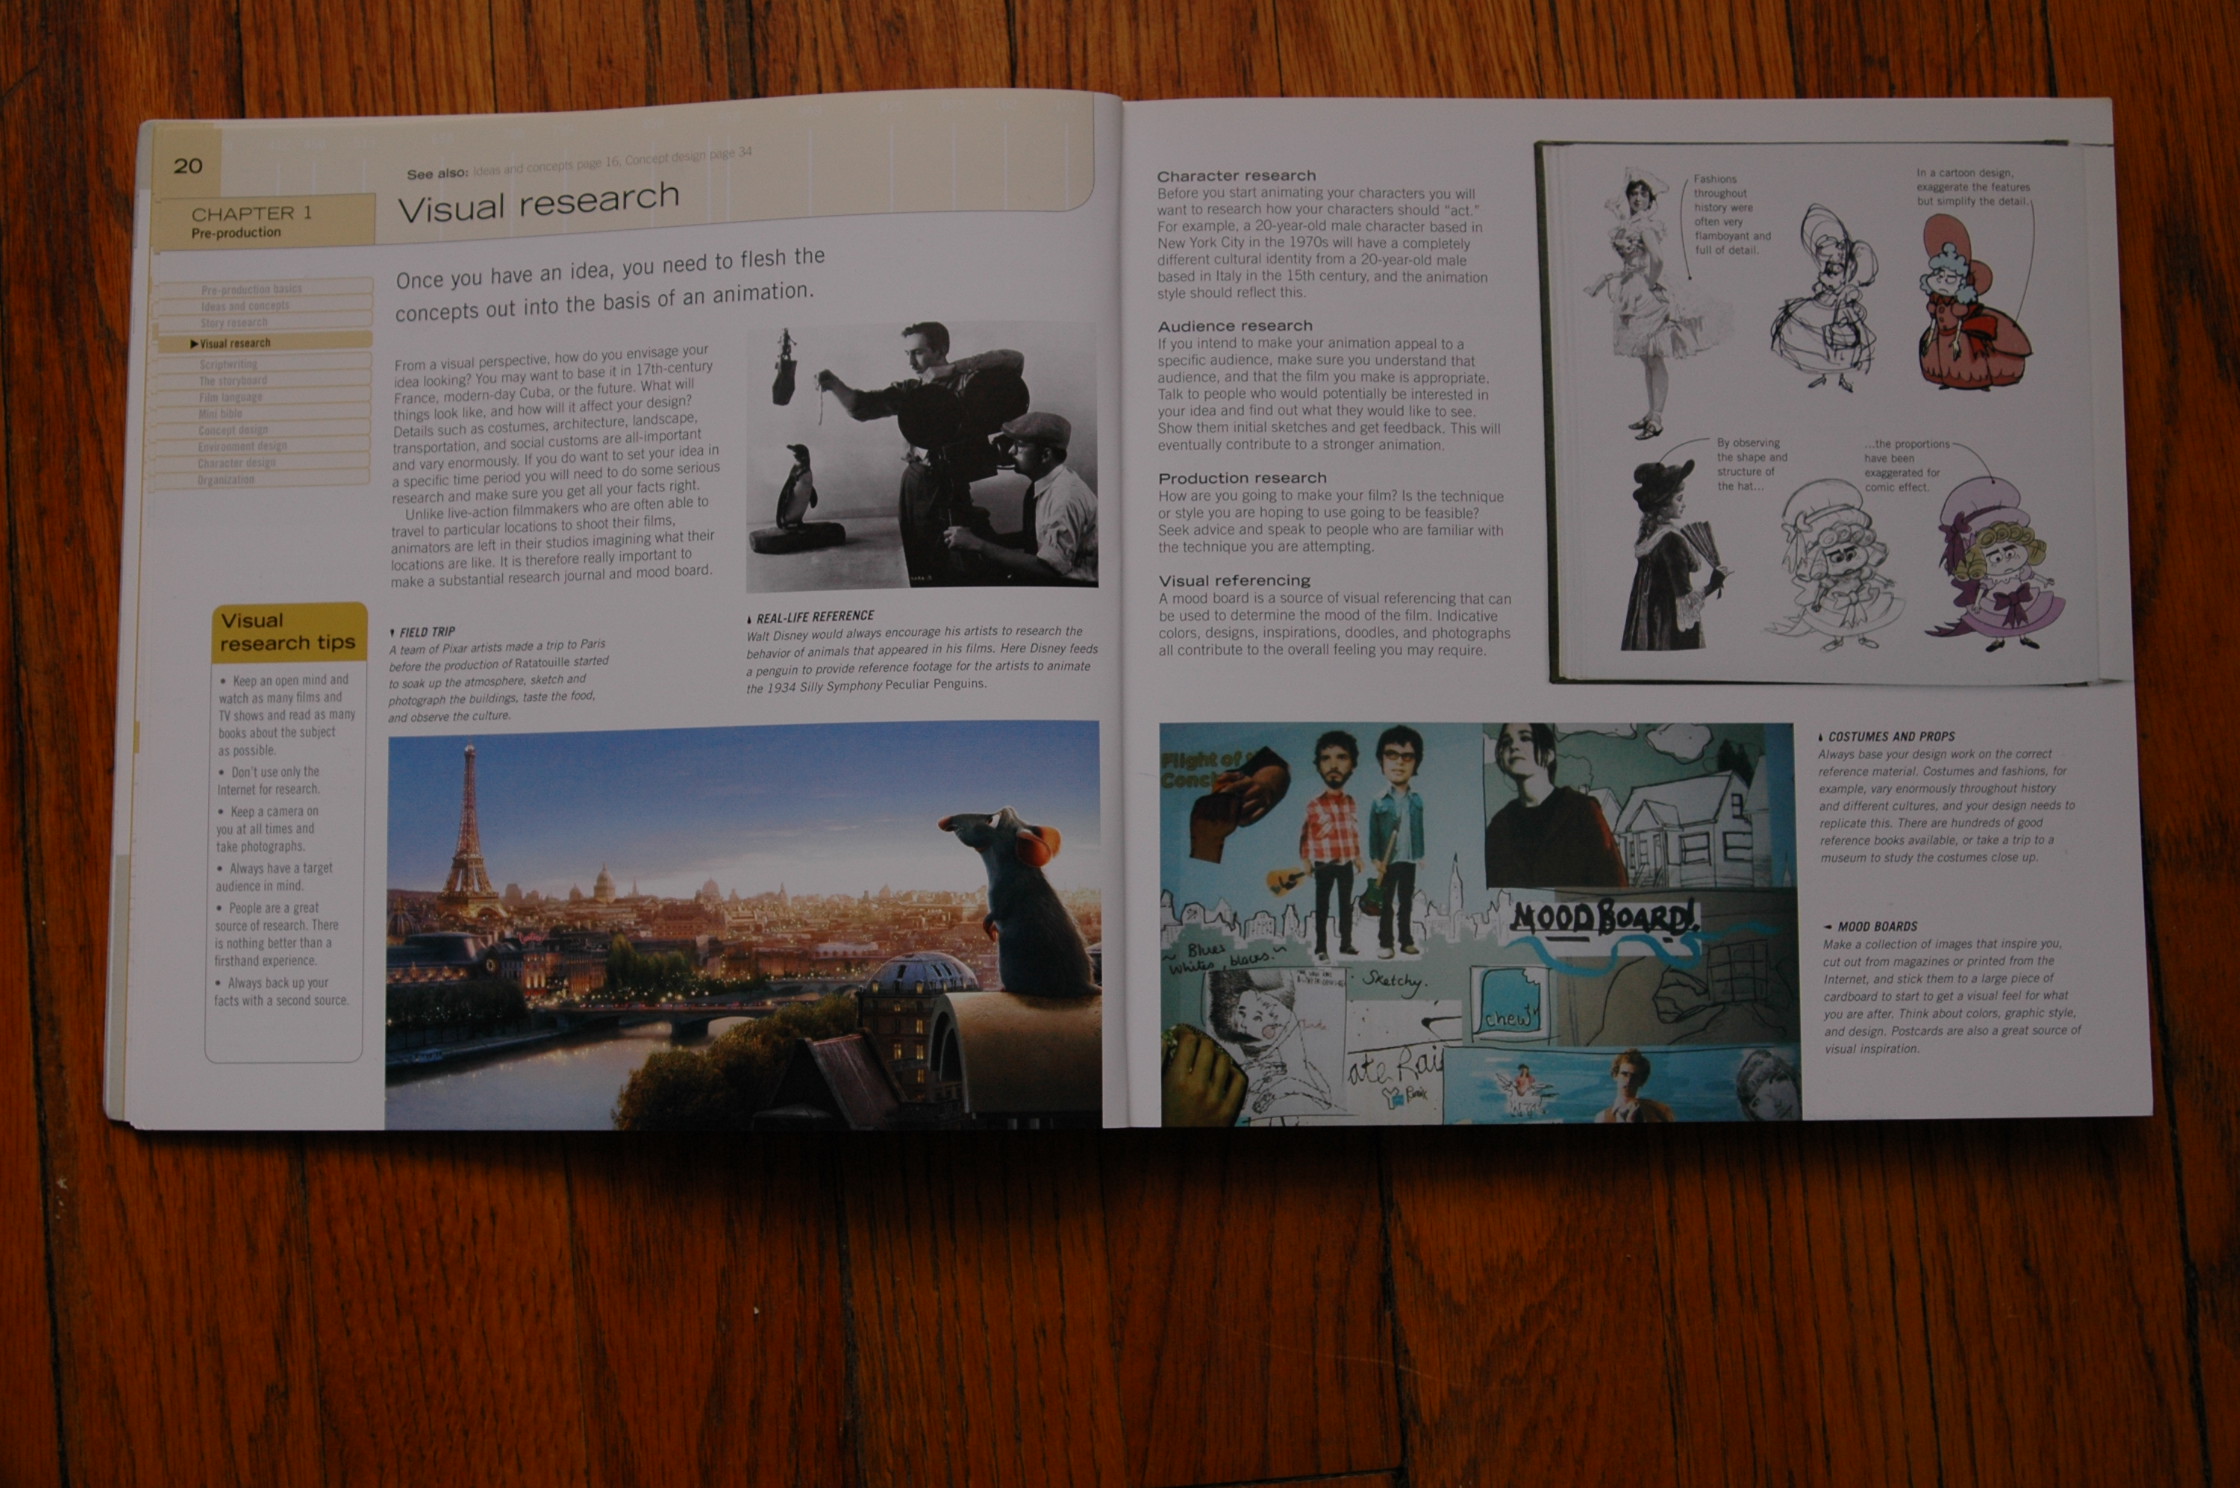 20
See also: Ideas and concepts page 16, Concept design page 34
CHAPTER 1
Pre-production
Visual research
Pre-production basics
Ideas and concepts
Story research
Visual research
Scriptwriting
The storyboard
Film language
Mini bible
Concept design
Environment design
Character design
Organization
Once you have an idea, you need to flesh the
concepts out into the basis of an animation.
From a visual perspective, how do you envisage your
idea looking? You may want to base it in 17th-century
France, modern-day Cuba, or the future. What will
things look like, and how will it affect your design?
Details such as costumes, architecture, landscape,
transportation, and social customs are all-important
and vary enormously. If you do want to set your idea in
a specific time period you will need to do some serious
research and make sure you get all your facts right.
Unlike live-action filmmakers who are often able to
travel to particular locations to shoot their films,
animators are left in their studios imagining what their
locations are like. It is therefore really important to
make a substantial research journal and mood board.
REAL-LIFE REFERENCE
Walt Disney would always encourage his artists to research the
behavior of animals that appeared in his films. Here Disney feeds
a penguin to provide reference footage for the artists to animate
the 1934 Silly Symphony Peculiar Penguins.
Visual
research tips
• Keep an open mind and
watch as many films and
TV shows and read as many
books about the subject
as possible.
• Don't use only the
Internet for research.
• Keep a camera on
you at all times and
take photographs.
• Always have a target
audience in mind.
• People are a great
source of research. There
is nothing better than a
firsthand experience.
• Always back up your
facts with a second source.
FIELD TRIP
A team of Pixar artists made a trip to Paris
before the production of Ratatouille started
to soak up the atmosphere, sketch and
photograph the buildings, taste the food,
and observe the culture.
Character research
Before you start animating your characters you will
want to research how your characters should "act."
For example, a 20-year-old male character based in
New York City in the 1970s will have a completely
different cultural identity from a 20-year-old male
based in Italy in the 15th century, and the animation
style should reflect this.
Audience research
If you intend to make your animation appeal to a
specific audience, make sure you understand that
audience, and that the film you make is appropriate.
Talk to people who would potentially be interested in
your idea and find out what they would like to see.
Show them initial sketches and get feedback. This will
eventually contribute to a stronger animation.
Production research
How are you going to make your film? Is the technique
or style you are hoping to use going to be feasible?
Seek advice and speak to people who are familiar with
the technique you are attempting.
Visual referencing
A mood board is a source of visual referencing that can
be used to determine the mood of the film. Indicative
colors, designs, inspirations, doodles, and photographs
all contribute to the overall feeling you may require.
Fashions
throughout
history were
often very
flamboyant and
full of detail.
In a cartoon design,
exaggerate the features
but simplify the detail.
By observing
the shape and
structure of
the hat...
...the proportions
have been
exaggerated for
comic effect.
Flight of
Conc
MOODBOARD!
~ Blues ~
whites, blacks.
Sketchy.
chewits
Pixie
COSTUMES AND PROPS
Always base your design work on the correct
reference material. Costumes and fashions, for
example, vary enormously throughout history
and different cultures, and your design needs to
replicate this. There are hundreds of good
reference books available, or take a trip to a
museum to study the costumes close up.
MOOD BOARDS
Make a collection of images that inspire you,
cut out from magazines or printed from the
Internet, and stick them to a large piece of
cardboard to start to get a visual feel for what
you are after. Think about colors, graphic style,
and design. Postcards are also a great source of
visual inspiration.